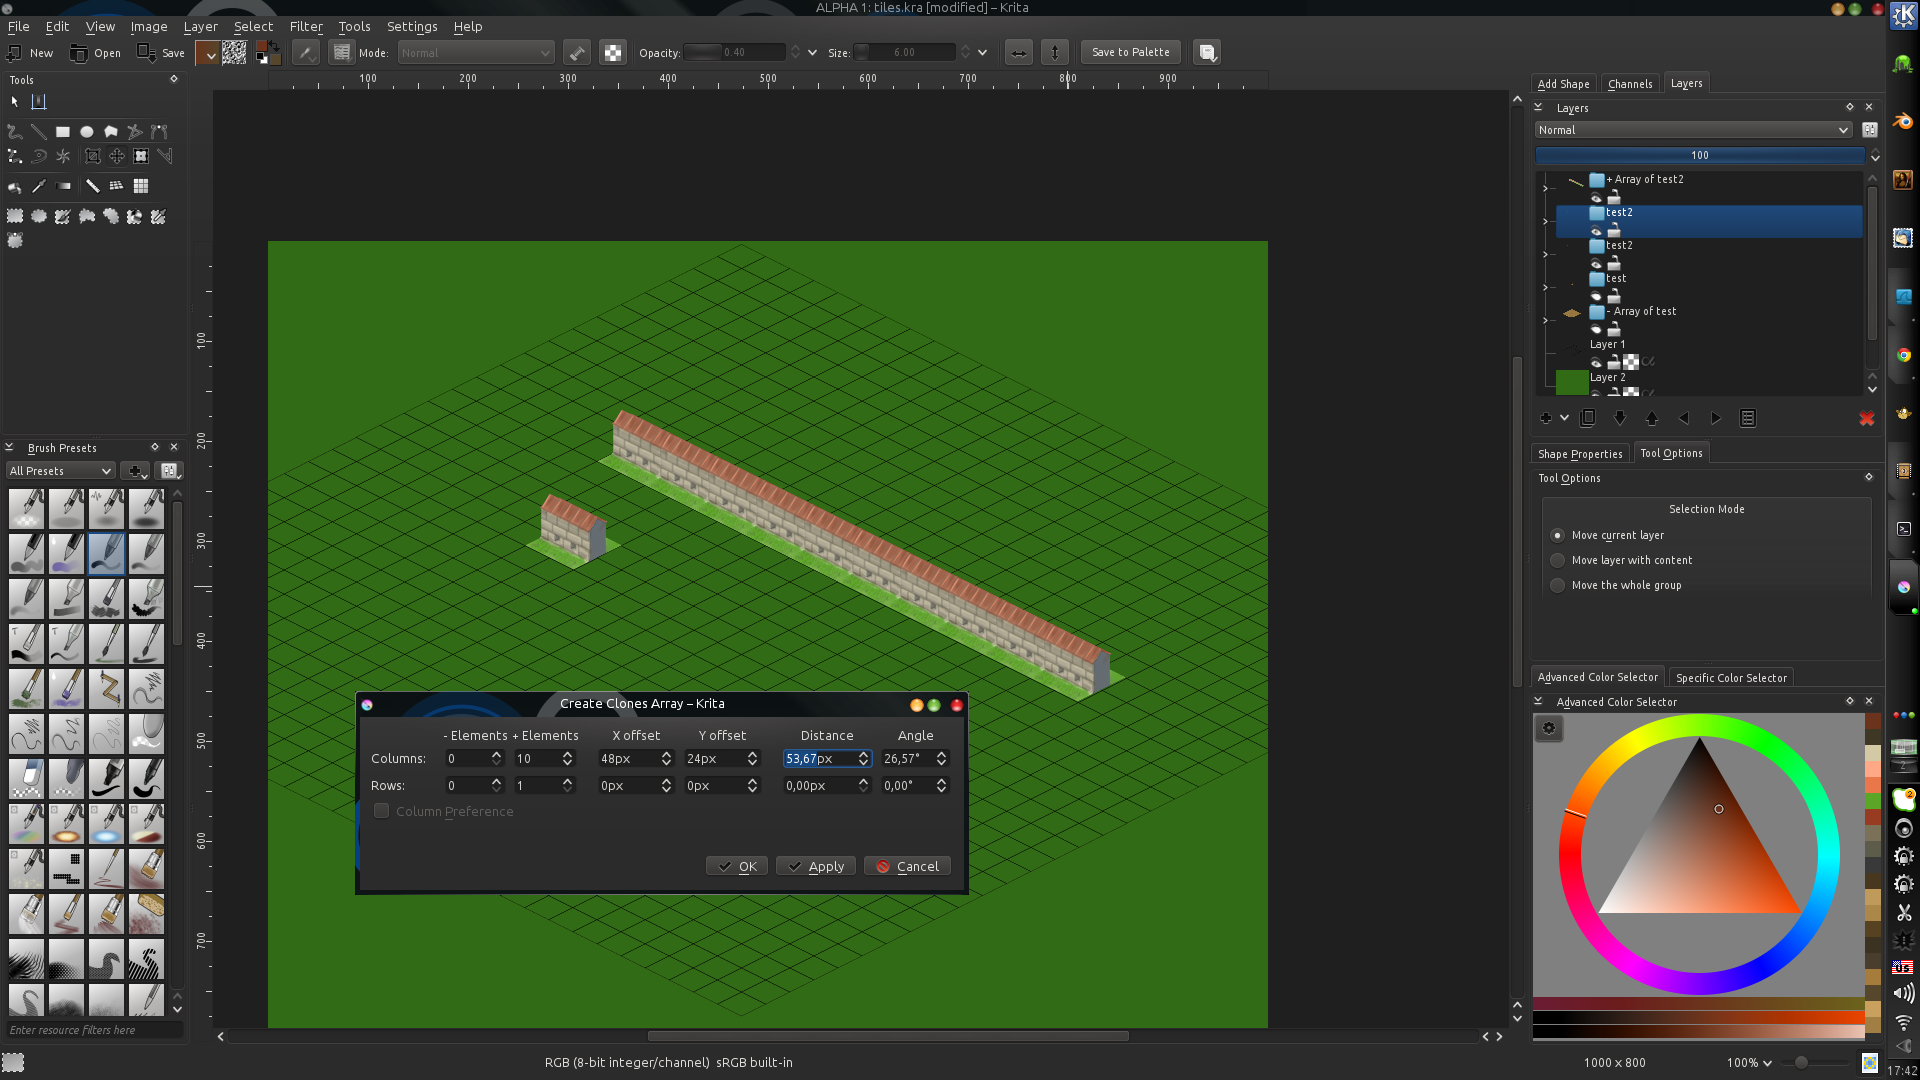 ALPHA 1: tiles.kra [modified] – Krita
File Edit View Image Layer Select Filter Tools Settings Help
New Open Save Mode: Normal Opacity: 0.40 Size: 6.00 Save to Palette
Tools
100 200 300 400 500 600 700 800 900
100
200
300
400
500
600
700
Brush Presets
All Presets
Enter resource filters here
Create Clones Array – Krita
- Elements + Elements X offset Y offset Distance Angle
Columns: 0 10 48px 24px 53,67px 26,57°
Rows: 0 1 0px 0px 0,00px 0,00°
Column Preference
OK Apply Cancel
Add Shape Channels Layers
Layers
Normal
100
+ Array of test2
test2
test2
test
- Array of test
Layer 1
Layer 2
Shape Properties Tool Options
Tool Options
Selection Mode
Move current layer
Move layer with content
Move the whole group
Advanced Color Selector Specific Color Selector
Advanced Color Selector
RGB (8-bit integer/channel) sRGB built-in
1000 x 800
100%
2
2
us
17:42